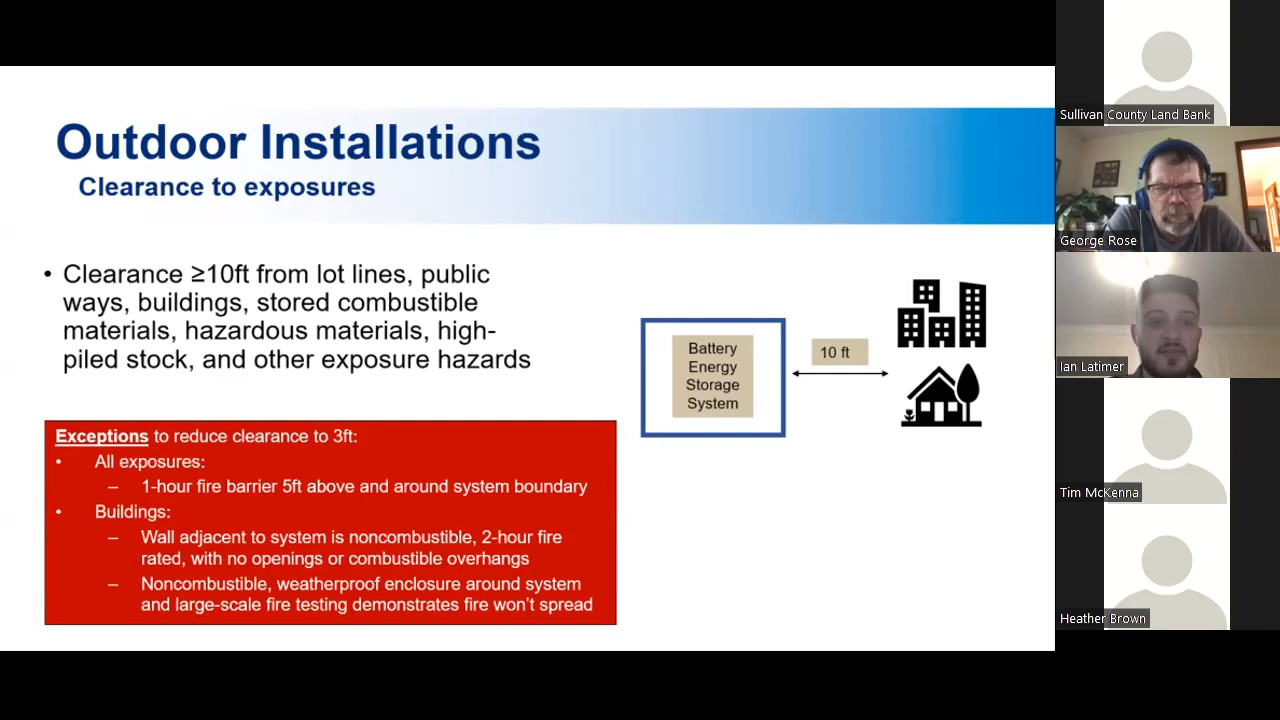 Outdoor Installations
Clearance to exposures
• Clearance ≥10ft from lot lines, public
ways, buildings, stored combustible
materials, hazardous materials, high-
piled stock, and other exposure hazards
Exceptions to reduce clearance to 3ft:
• All exposures:
– 1-hour fire barrier 5ft above and around system boundary
• Buildings:
– Wall adjacent to system is noncombustible, 2-hour fire
rated, with no openings or combustible overhangs
– Noncombustible, weatherproof enclosure around system
and large-scale fire testing demonstrates fire won't spread
Battery
Energy
Storage
System
10 ft
Sullivan County Land Bank
George Rose
Ian Latimer
Tim McKenna
Heather Brown